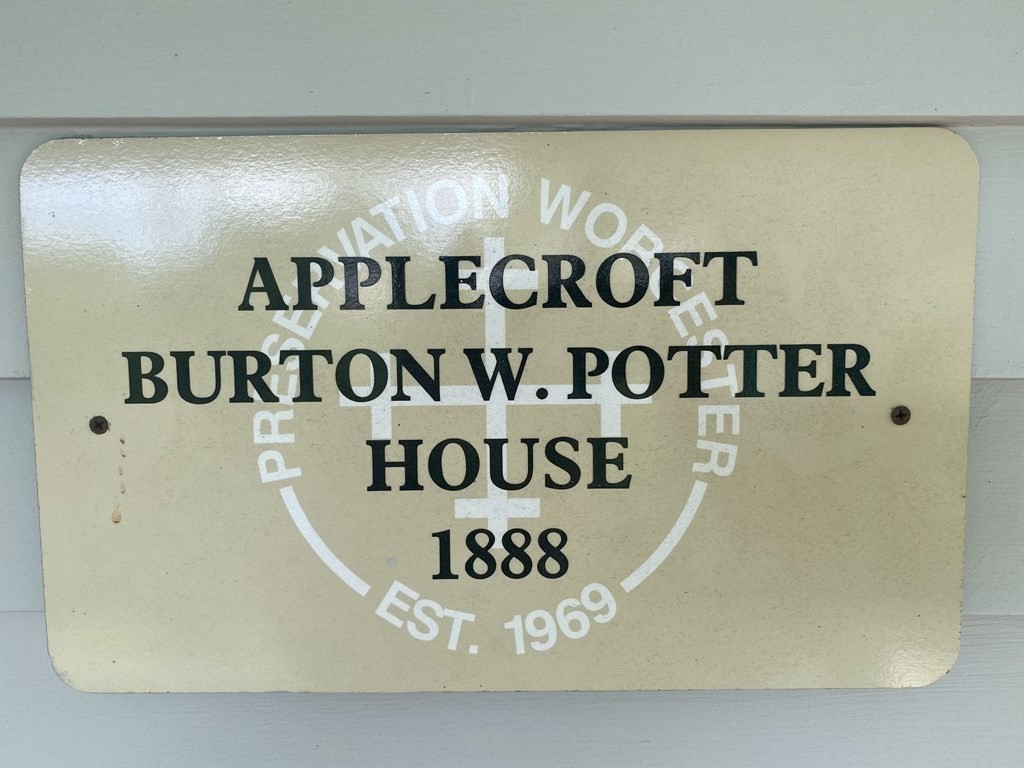 PRESERVATION WORCESTER
APPLECROFT
BURTON W. POTTER
HOUSE
1888
EST. 1969